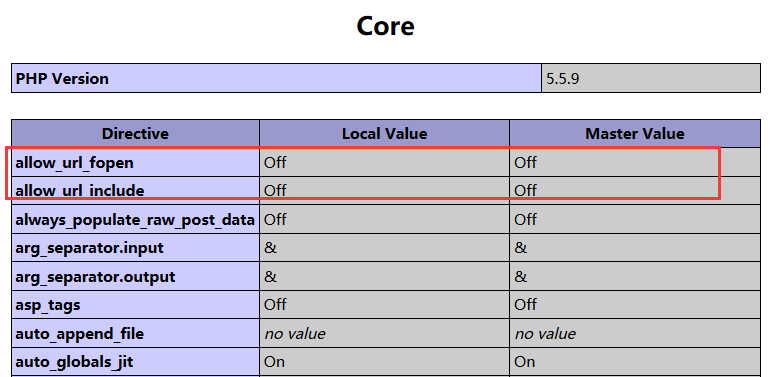 Core
PHP Version 5.5.9
Directive Local Value Master Value
allow_url_fopen Off Off
allow_url_include Off Off
always_populate_raw_post_data Off Off
arg_separator.input & &
arg_separator.output & &
asp_tags Off Off
auto_append_file no value no value
auto_globals_jit On On